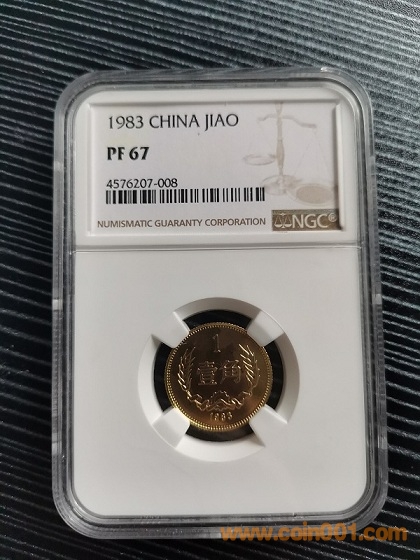 1983 CHINA JIAO
PF 67
4576207-008
NUMISMATIC GUARANTY CORPORATION
NGC®
1
壹角
1983
www.coin001.com